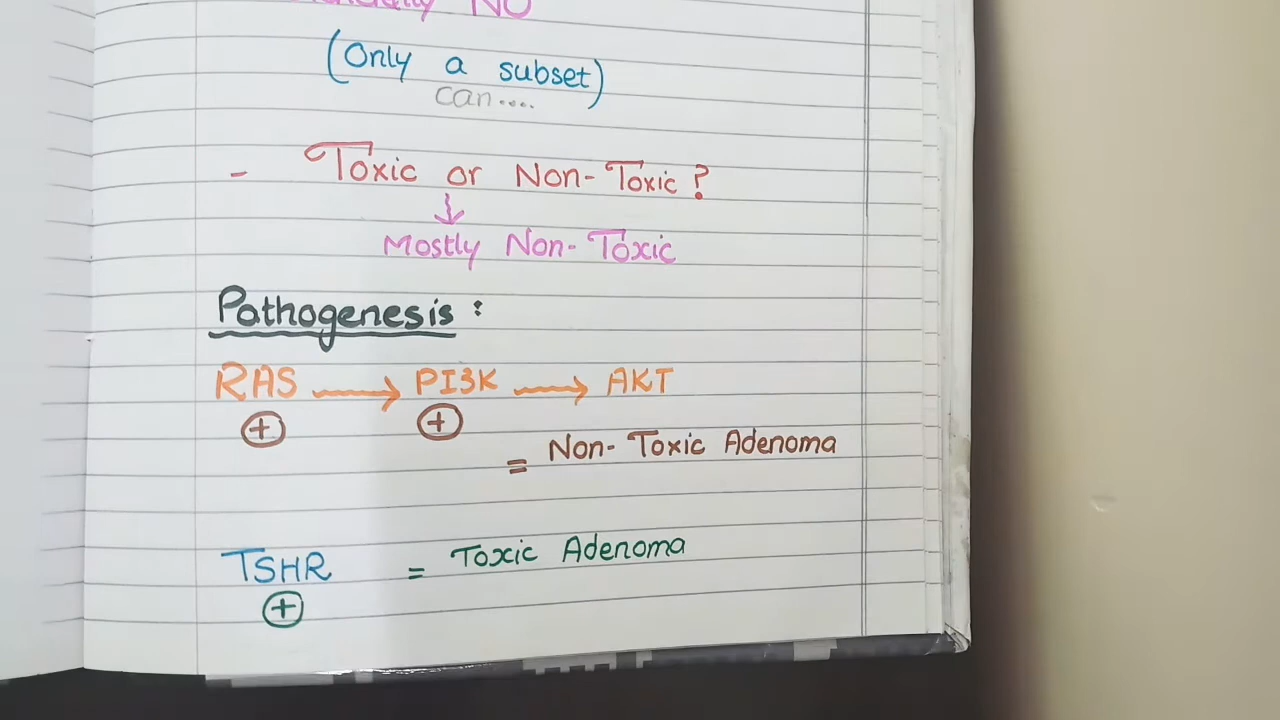 NO
(Only a subset)
can....
- Toxic or Non-Toxic?
↓
Mostly Non-Toxic
Pathogenesis:
RAS → PI3K → AKT
+ +
= Non-Toxic Adenoma
TSHR = Toxic Adenoma
+